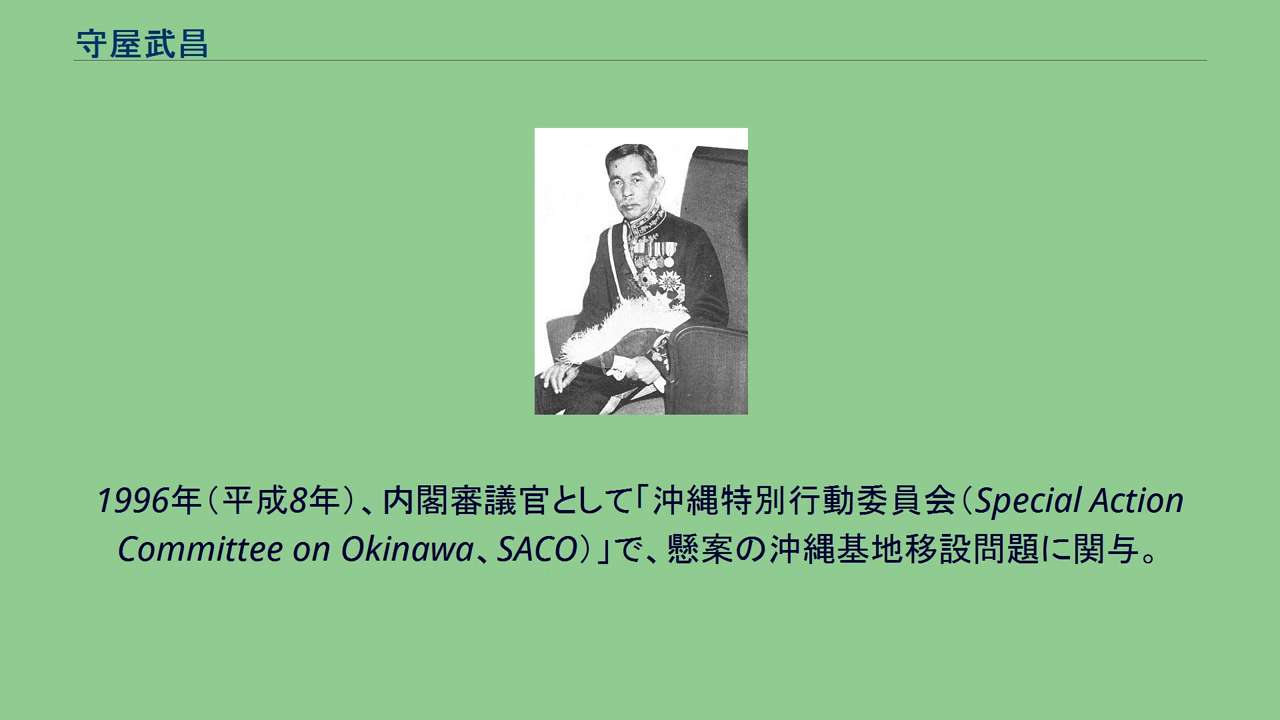 守屋武昌
1996年（平成8年）、内閣審議官として「沖縄特別行動委員会（Special Action
Committee on Okinawa、SACO）」で、懸案の沖縄基地移設問題に関与。